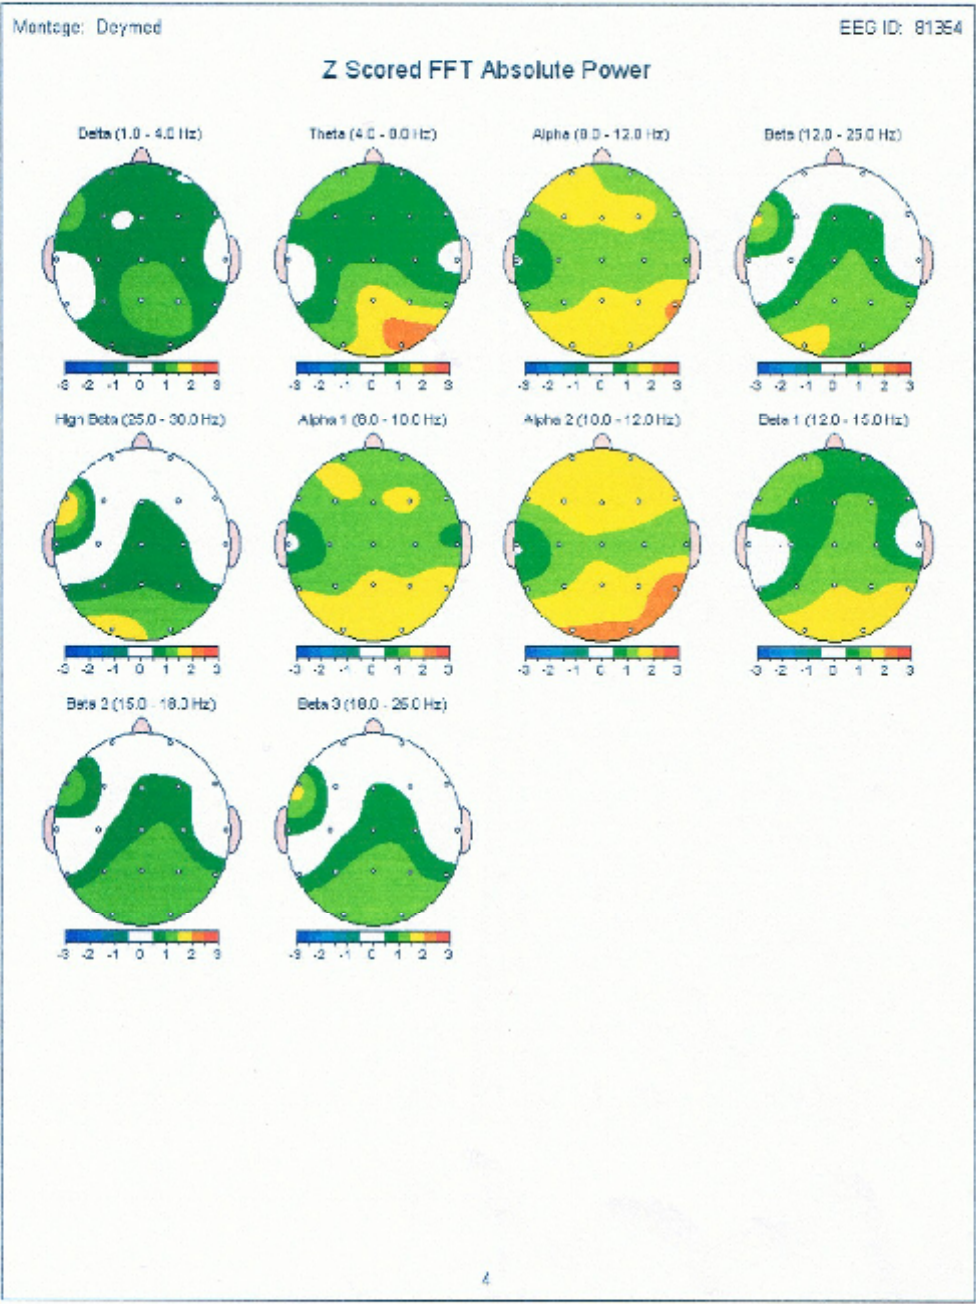 Montage: Deymed
EEG ID: 81354
Z Scored FFT Absolute Power
Delta (1.0 - 4.0 Hz)
Theta (4.0 - 8.0 Hz)
Alpha (8.0 - 12.0 Hz)
Beta (12.0 - 25.0 Hz)
-3 -2 -1 0 1 2 3
-3 -2 -1 0 1 2 3
-3 -2 -1 0 1 2 3
-3 -2 -1 0 1 2 3
High Beta (25.0 - 30.0 Hz)
Alpha 1 (8.0 - 10.0 Hz)
Alpha 2 (10.0 - 12.0 Hz)
Beta 1 (12.0 - 15.0 Hz)
-3 -2 -1 0 1 2 3
-3 -2 -1 0 1 2 3
-3 -2 -1 0 1 2 3
-3 -2 -1 0 1 2 3
Beta 2 (15.0 - 18.0 Hz)
Beta 3 (18.0 - 25.0 Hz)
-3 -2 -1 0 1 2 3
-3 -2 -1 0 1 2 3
4